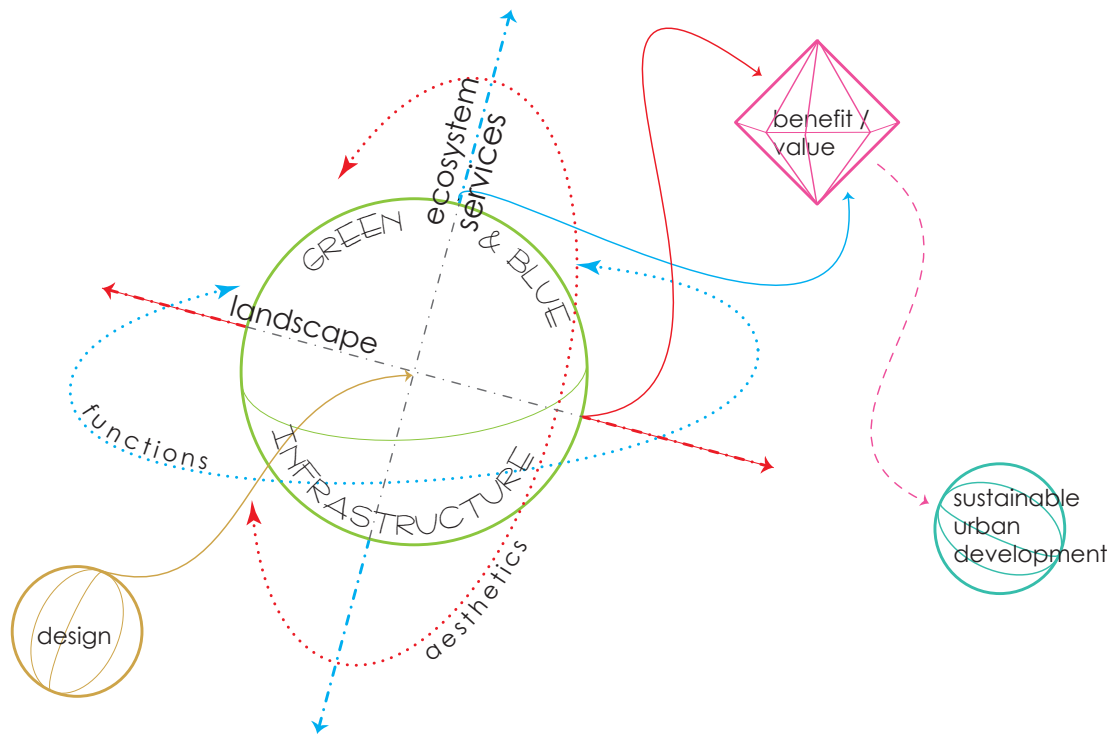 ecosystem
services
GREEN & BLUE
landscape
functions
INFRASTRUCTURE
aesthetics
design
benefit /
value
sustainable
urban
development